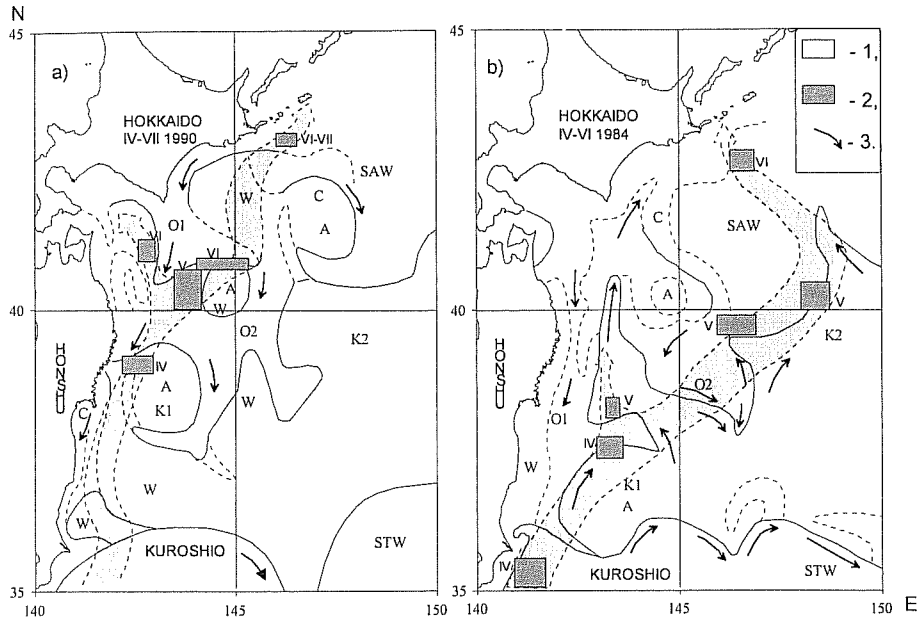 N
45
a)
HOKKAIDO
IV-VII 1990
VI-VII
SAW
W
C
A
VI
O1
V
VI
A
W
40
O2
K2
IV
A
K1
W
C
HONSU
W
W
KUROSHIO
STW
35
140
145
150
45
b)
HOKKAIDO
IV-VI 1984
- 1,
- 2,
- 3.
VI
C
SAW
A
40
V
V
K2
HONSU
O2
O1
V
IV
W
K1
A
IV
KUROSHIO
STW
35
140
145
150
E